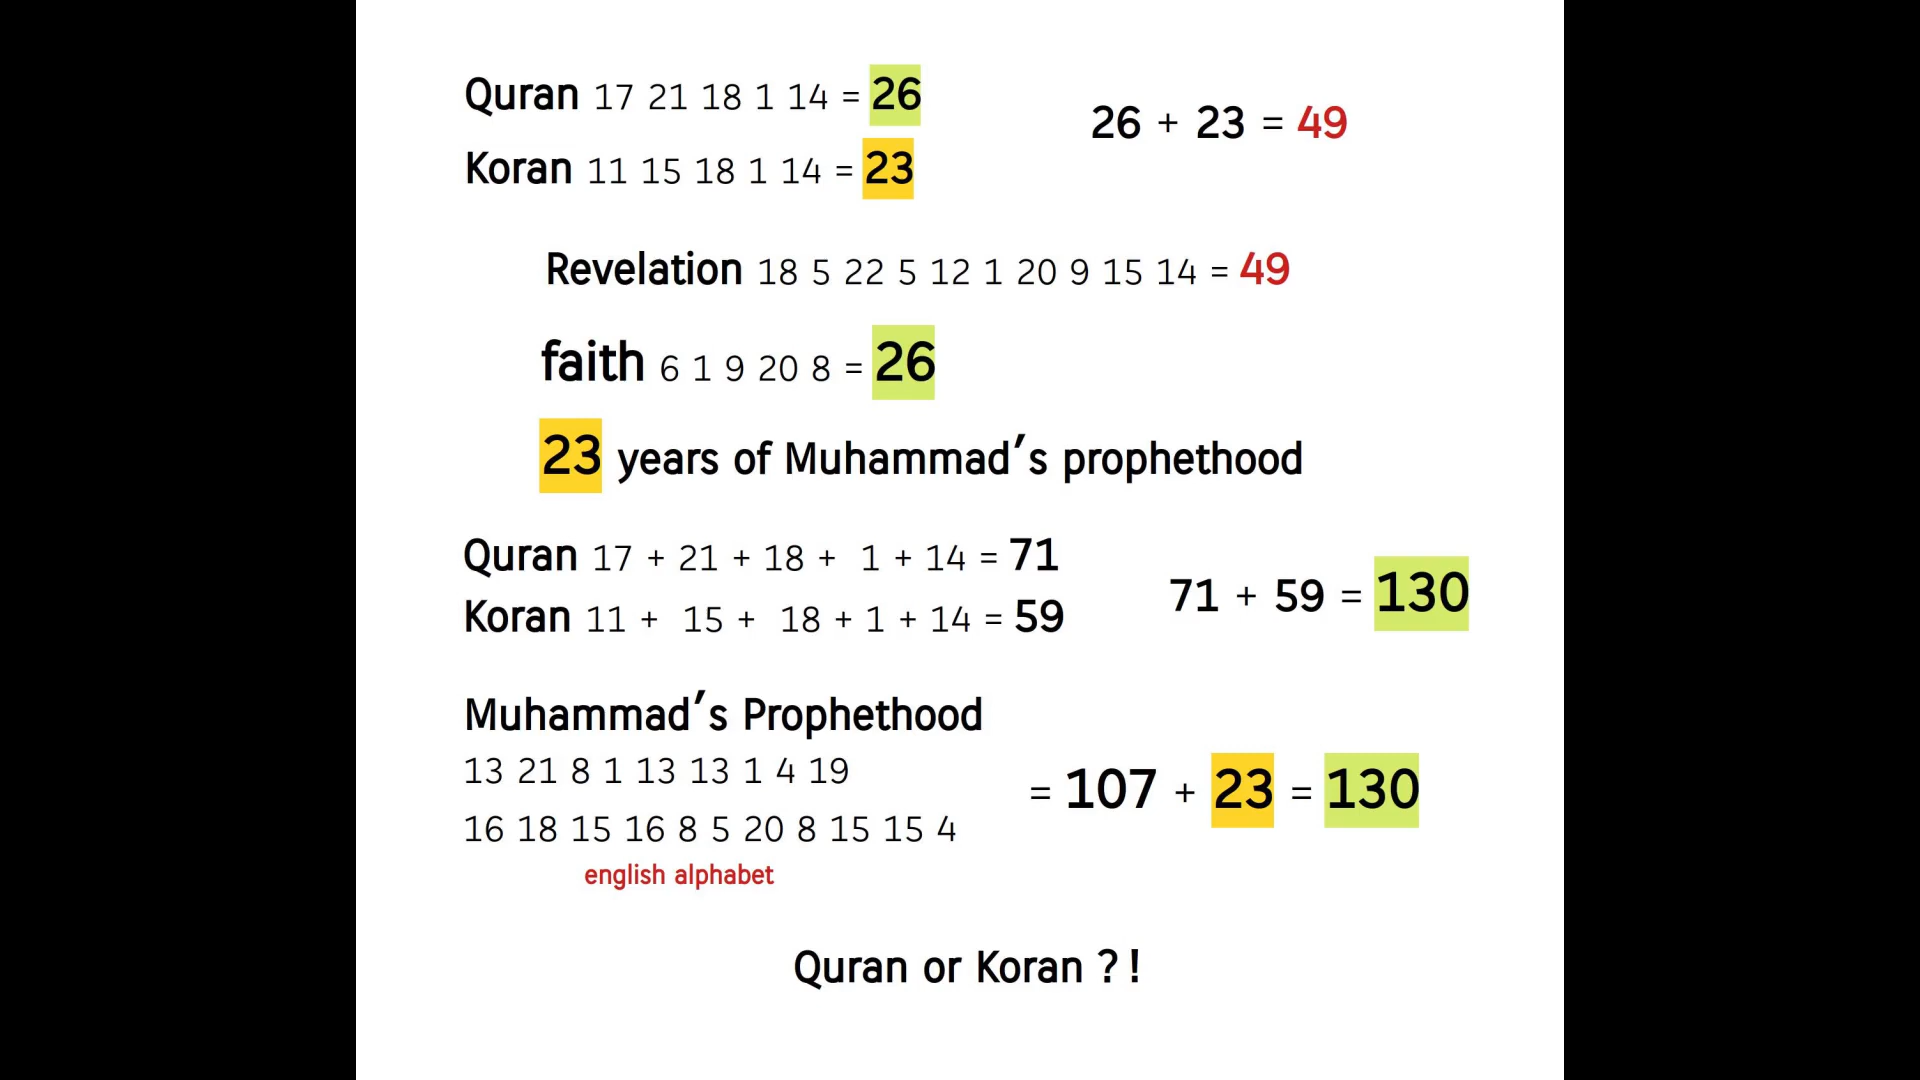 Quran 17 21 18 1 14 = 26
26 + 23 = 49
Koran 11 15 18 1 14 = 23
Revelation 18 5 22 5 12 1 20 9 15 14 = 49
faith 6 1 9 20 8 = 26
23 years of Muhammad's prophethood
Quran 17 + 21 + 18 + 1 + 14 = 71
Koran 11 + 15 + 18 + 1 + 14 = 59
71 + 59 = 130
Muhammad's Prophethood
13 21 8 1 13 13 1 4 19
16 18 15 16 8 5 20 8 15 15 4
= 107 + 23 = 130
english alphabet
Quran or Koran ? !